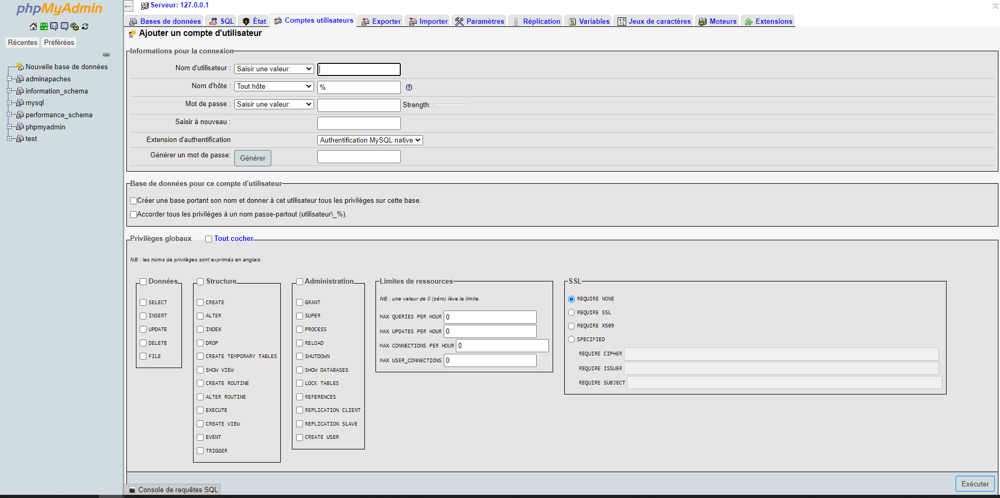 phpMyAdmin
Récentes Préférées
Nouvelle base de données
adminapaches
information_schema
mysql
performance_schema
phpmyadmin
test
Serveur: 127.0.0.1
Bases de données SQL État Comptes utilisateurs Exporter Importer Paramètres Réplication Variables Jeux de caractères Moteurs Extensions
Ajouter un compte d'utilisateur
Informations pour la connexion
Nom d'utilisateur : Saisir une valeur:
Nom d'hôte : Tout hôte %
Mot de passe : Saisir une valeur: Strength:
Saisir à nouveau :
Extension d'authentification Authentification MySQL native
Générer un mot de passe: Générer
Base de données pour ce compte d'utilisateur
Créer une base portant son nom et donner à cet utilisateur tous les privilèges sur cette base.
Accorder tous les privilèges à un nom passe-partout (utilisateur\_%).
Privilèges globaux Tout cocher
NB : les noms de privilèges sont exprimés en anglais.
Données
SELECT
INSERT
UPDATE
DELETE
FILE
Structure
CREATE
ALTER
INDEX
DROP
CREATE TEMPORARY TABLES
SHOW VIEW
CREATE ROUTINE
ALTER ROUTINE
EXECUTE
CREATE VIEW
EVENT
TRIGGER
Administration
GRANT
SUPER
PROCESS
RELOAD
SHUTDOWN
SHOW DATABASES
LOCK TABLES
REFERENCES
REPLICATION CLIENT
REPLICATION SLAVE
CREATE USER
Limites de ressources
NB : une valeur de 0 (zéro) lève la limite.
MAX QUERIES PER HOUR 0
MAX UPDATES PER HOUR 0
MAX CONNECTIONS PER HOUR 0
MAX USER_CONNECTIONS 0
SSL
REQUIRE NONE
REQUIRE SSL
REQUIRE X509
SPECIFIED
REQUIRE CIPHER
REQUIRE ISSUER
REQUIRE SUBJECT
Console de requêtes SQL
Exécuter